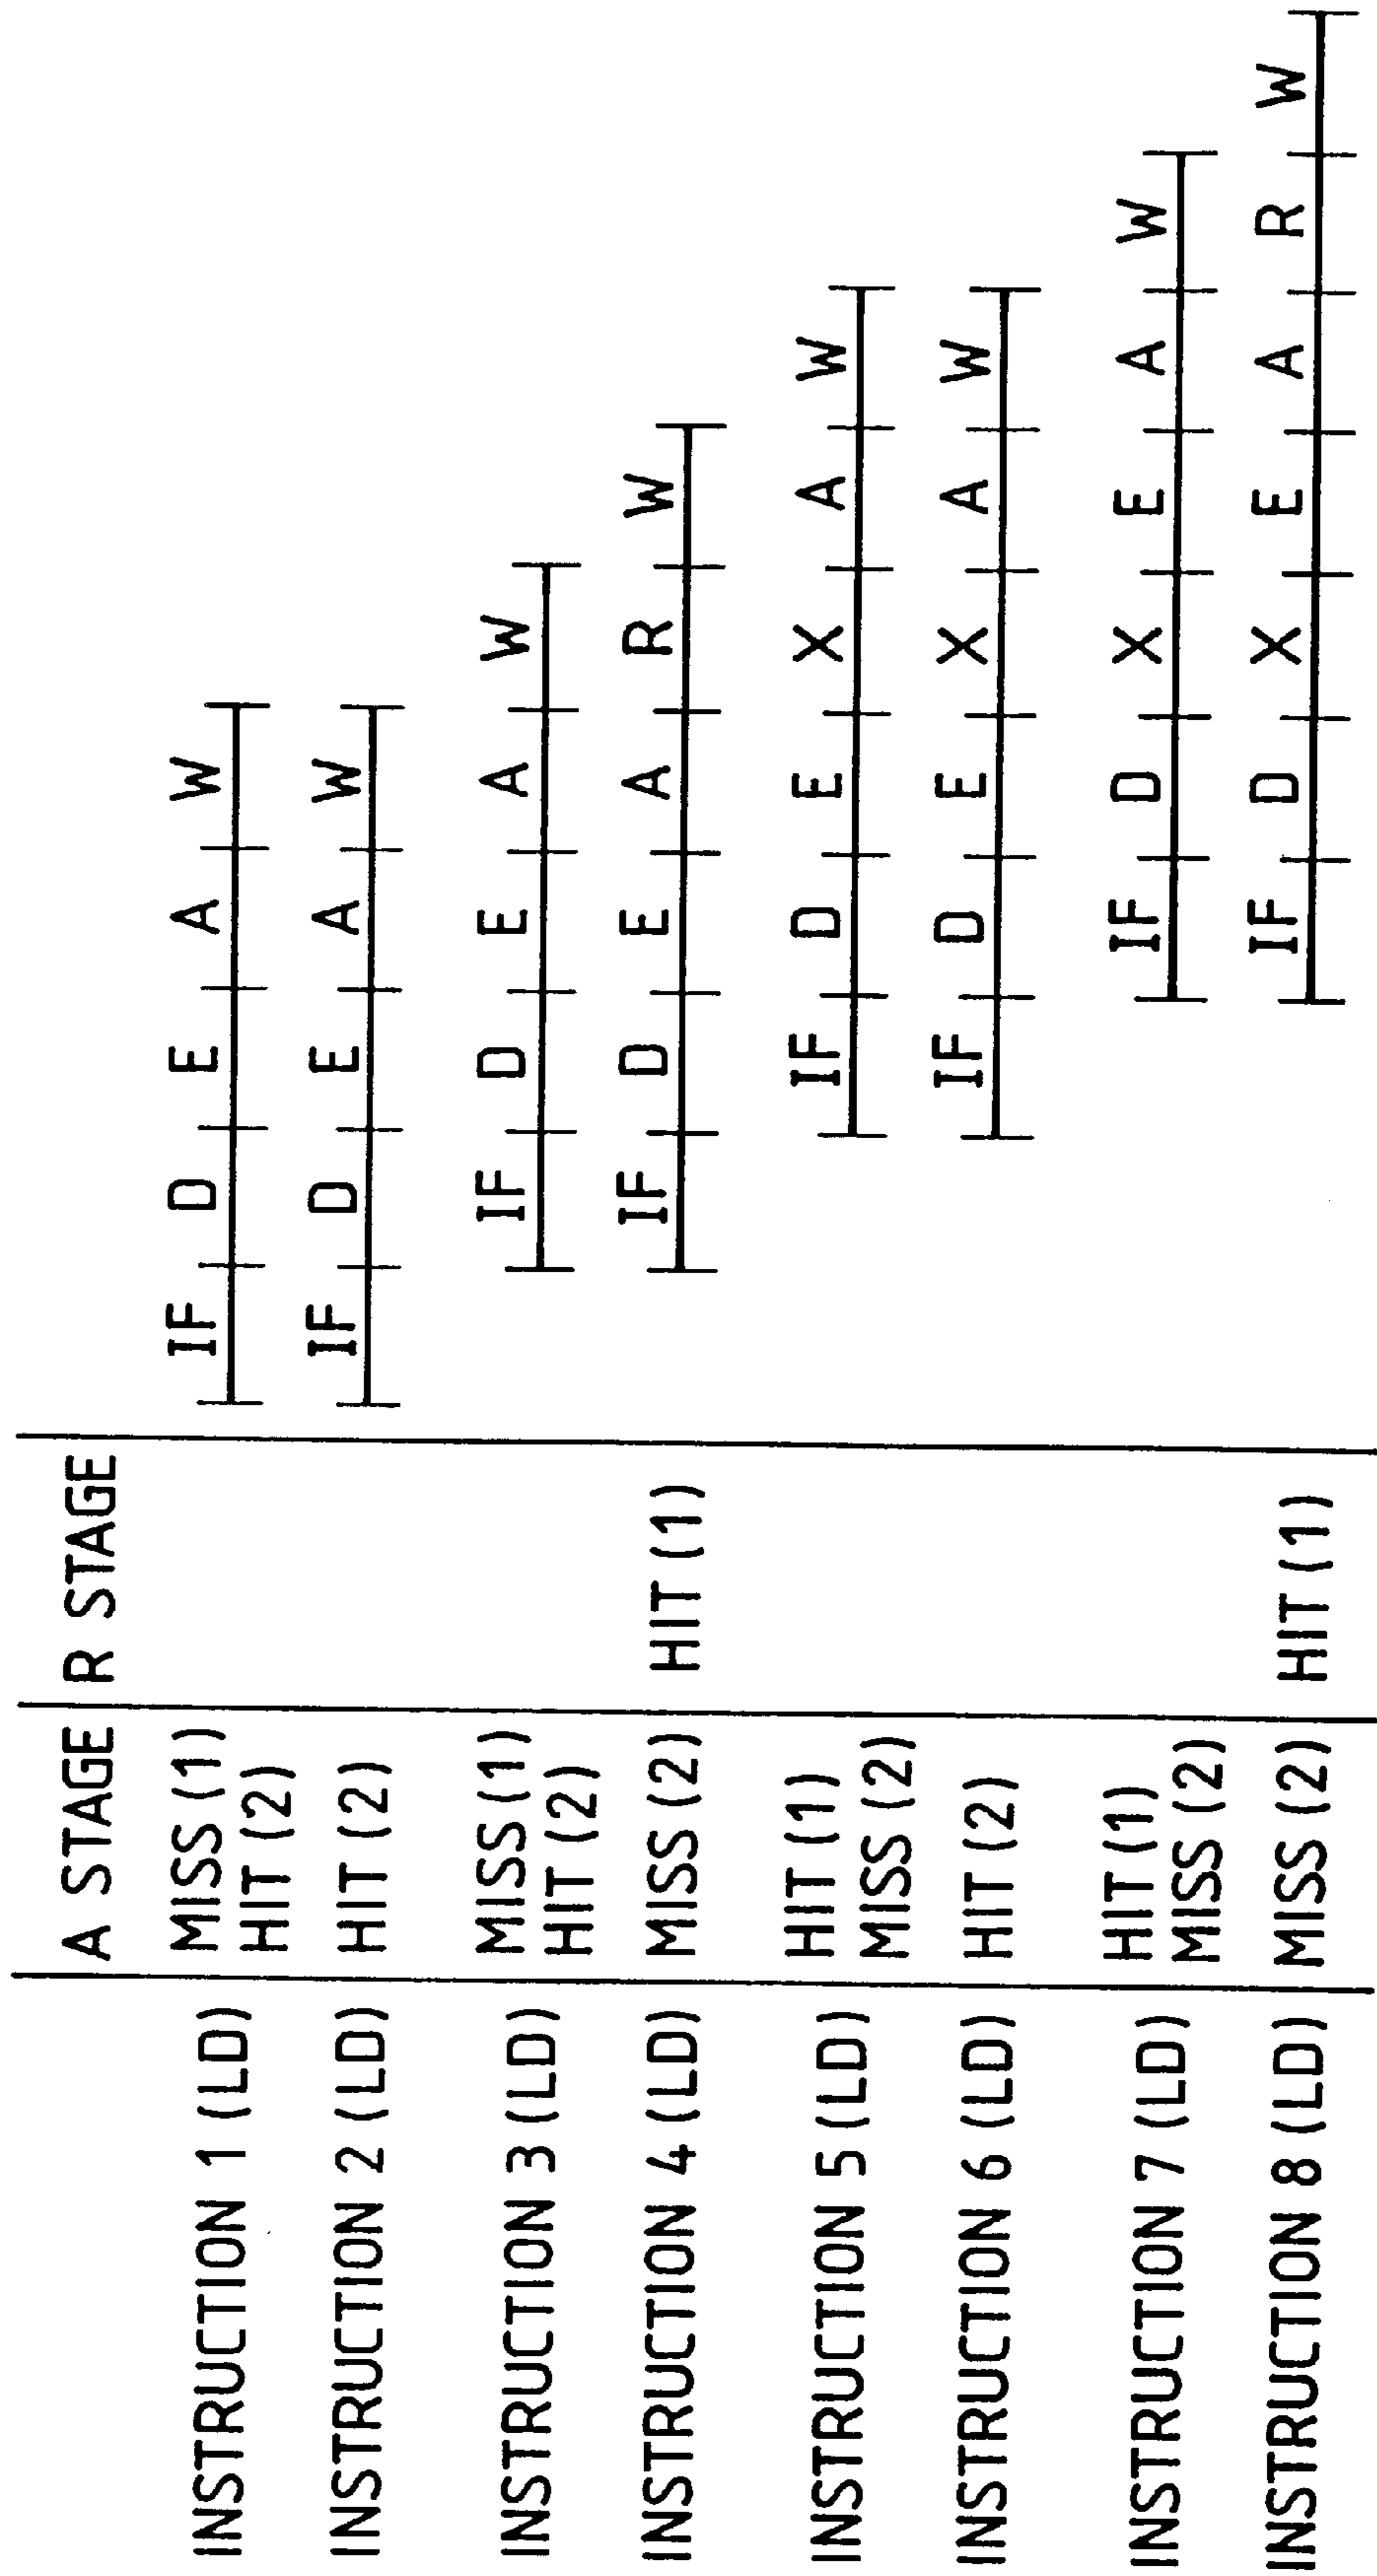 A STAGE R STAGE
INSTRUCTION 1 (LD) MISS (1) IF D E A W
HIT (2)
INSTRUCTION 2 (LD) HIT (2) IF D E A W
INSTRUCTION 3 (LD) MISS (1) IF D E A W
HIT (2)
INSTRUCTION 4 (LD) MISS (2) HIT (1) IF D E A R W
INSTRUCTION 5 (LD) HIT (1) IF D E X A W
MISS (2)
INSTRUCTION 6 (LD) HIT (2) IF D E X A W
INSTRUCTION 7 (LD) HIT (1) IF D X E A W
MISS (2)
INSTRUCTION 8 (LD) MISS (2) HIT (1) IF D X E A R W